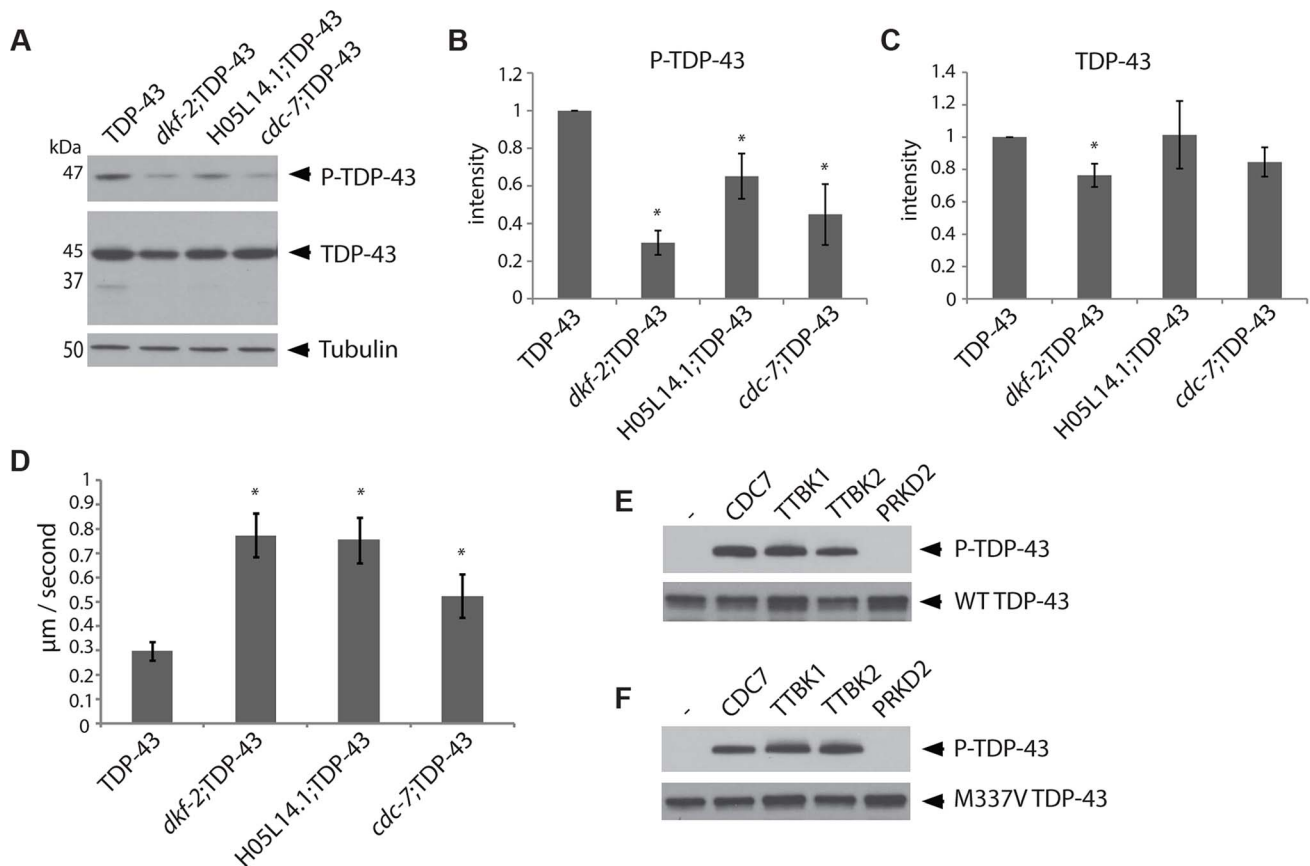 A
TDP-43
dkf-2;TDP-43
H05L14.1;TDP-43
cdc-7;TDP-43
kDa
47
P-TDP-43
45
TDP-43
37
50
Tubulin
B
P-TDP-43
intensity
1.2
1
0.8
0.6
0.4
0.2
0
*
*
*
TDP-43
dkf-2;TDP-43
H05L14.1;TDP-43
cdc-7;TDP-43
C
TDP-43
intensity
1.4
1.2
1
0.8
0.6
0.4
0.2
0
*
TDP-43
dkf-2;TDP-43
H05L14.1;TDP-43
cdc-7;TDP-43
D
µm / second
1
0.9
0.8
0.7
0.6
0.5
0.4
0.3
0.2
0.1
0
*
*
*
TDP-43
dkf-2;TDP-43
H05L14.1;TDP-43
cdc-7;TDP-43
E
-
CDC7
TTBK1
TTBK2
PRKD2
P-TDP-43
WT TDP-43
F
-
CDC7
TTBK1
TTBK2
PRKD2
P-TDP-43
M337V TDP-43